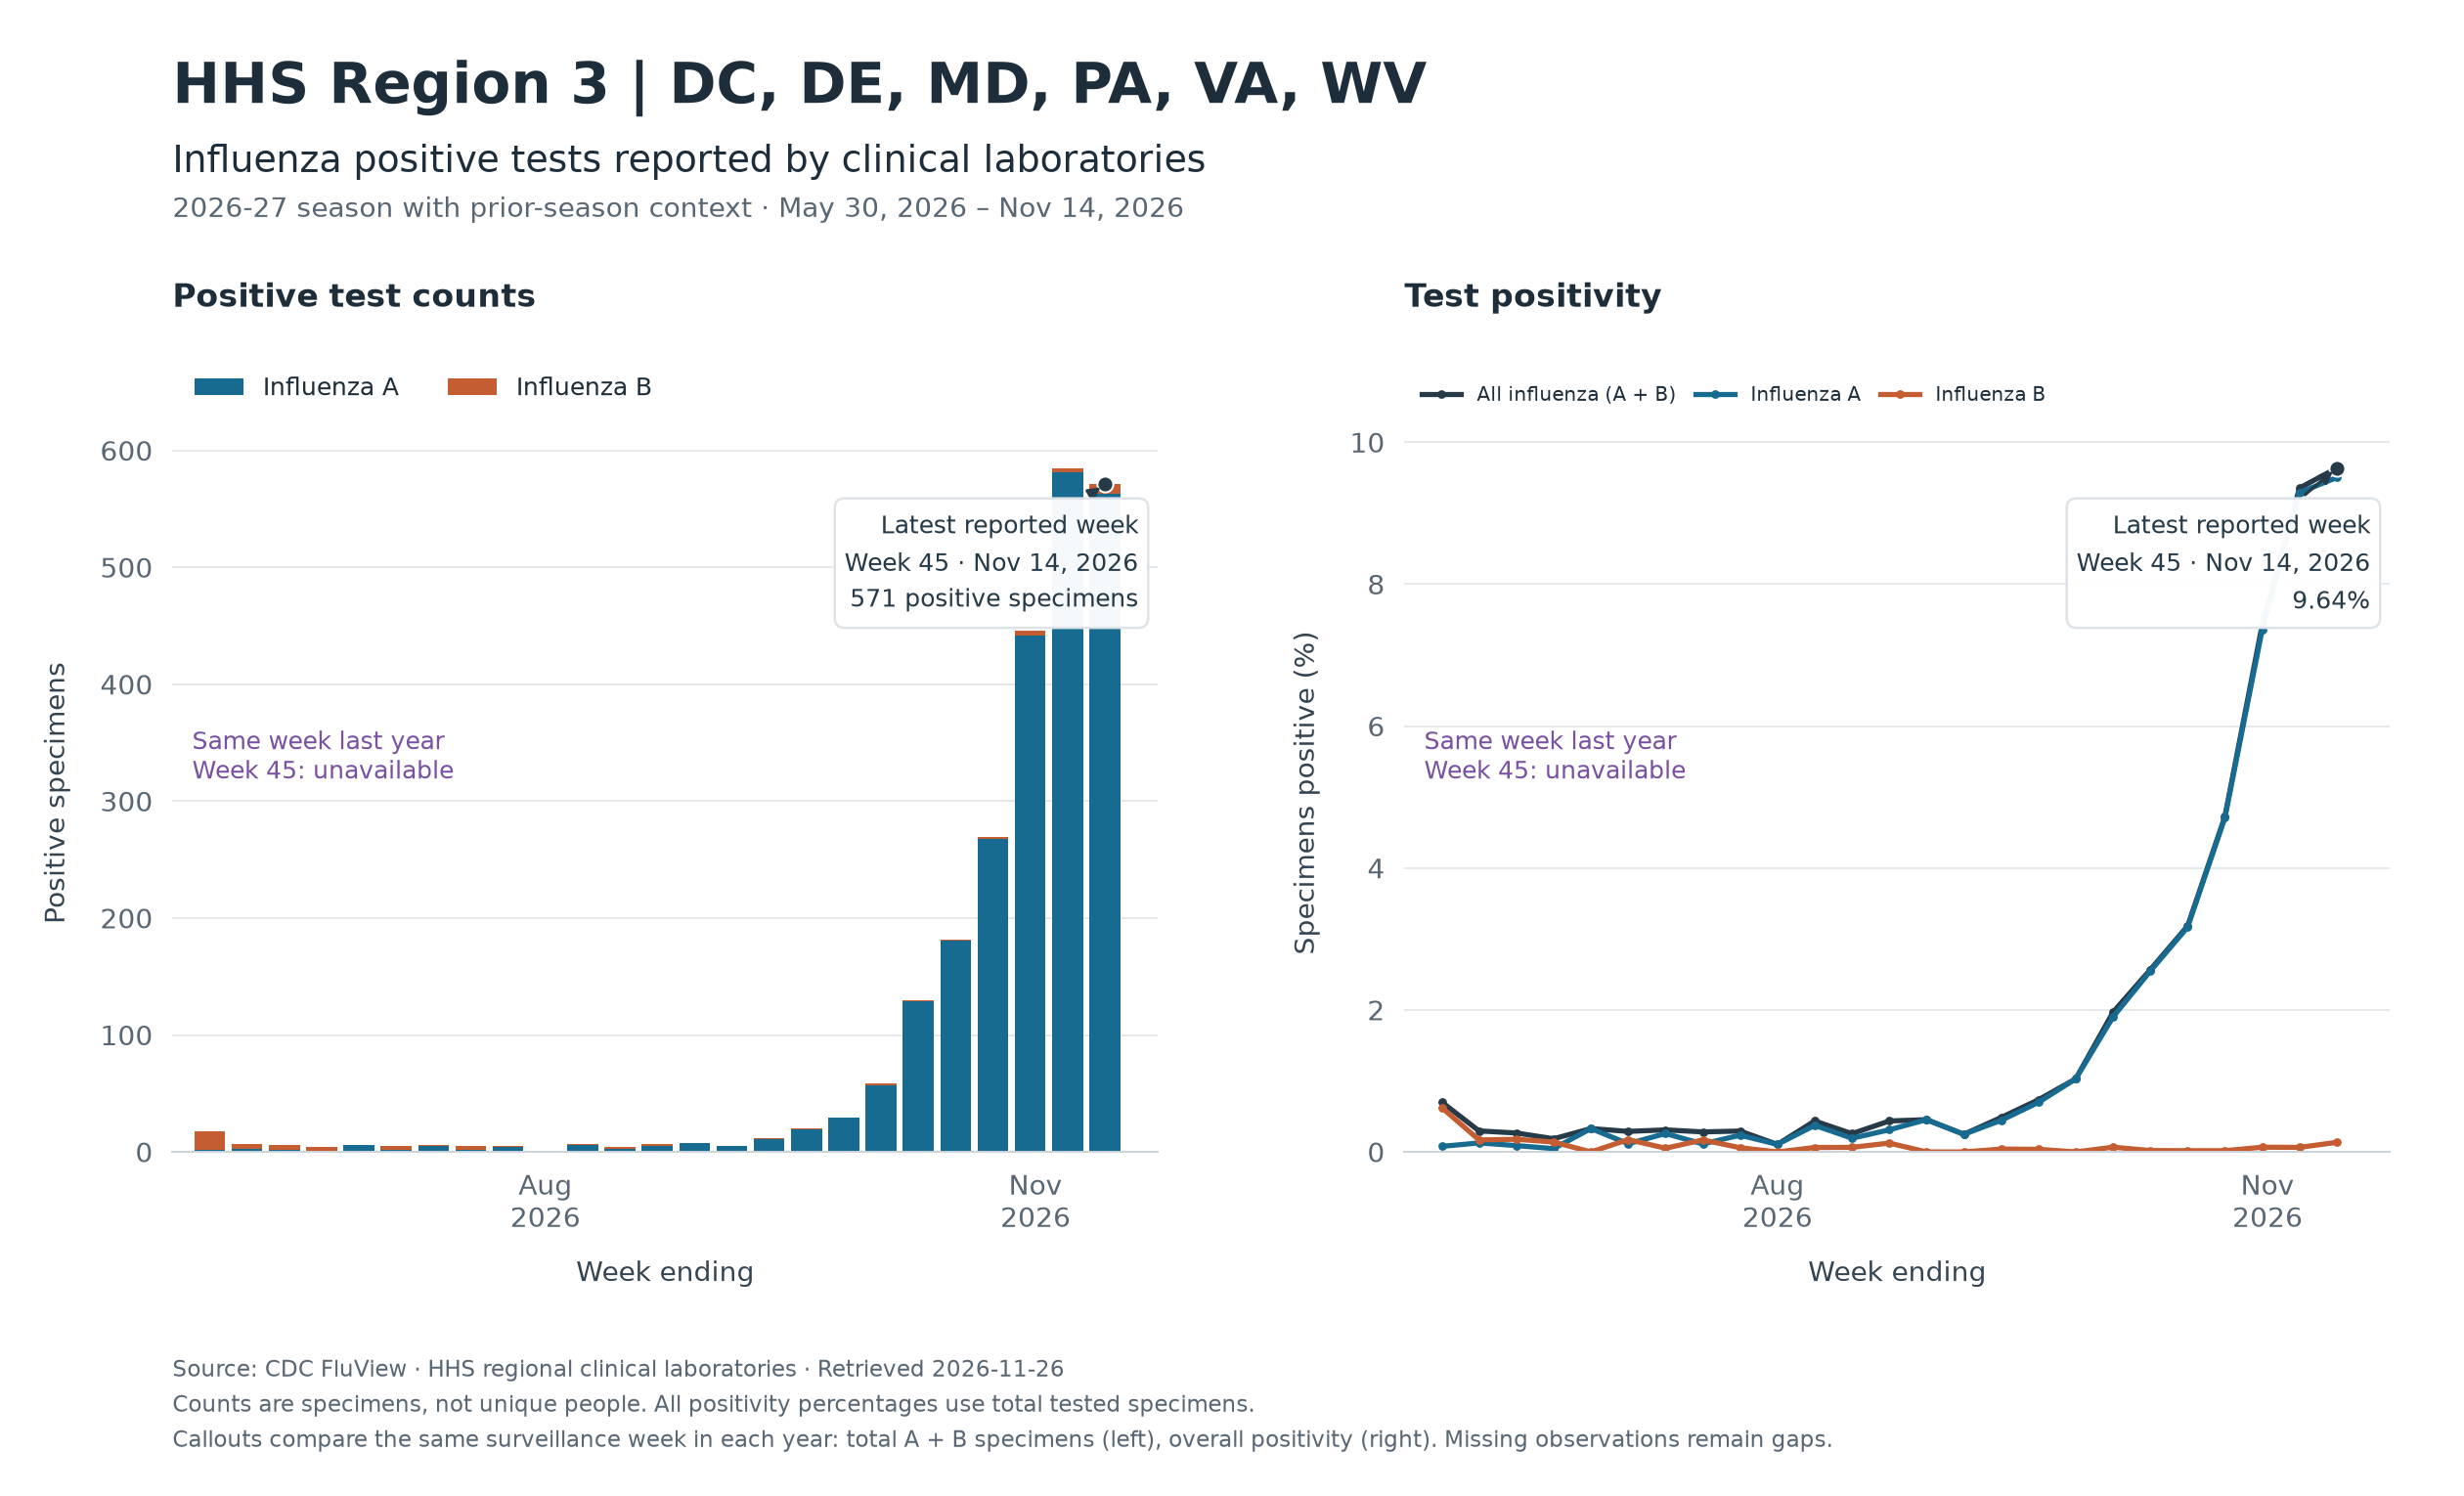 HHS Region 3 | DC, DE, MD, PA, VA, WV
Influenza positive tests reported by clinical laboratories
2026-27 season with prior-season context · May 30, 2026 – Nov 14, 2026
Positive test counts
Influenza A
Influenza B
600
500
400
300
200
100
0
Positive specimens
Latest reported week
Week 45 · Nov 14, 2026
571 positive specimens
Same week last year
Week 45: unavailable
Aug
2026
Nov
2026
Week ending
Test positivity
All influenza (A + B)
Influenza A
Influenza B
10
8
6
4
2
0
Specimens positive (%)
Latest reported week
Week 45 · Nov 14, 2026
9.64%
Same week last year
Week 45: unavailable
Aug
2026
Nov
2026
Week ending
Source: CDC FluView · HHS regional clinical laboratories · Retrieved 2026-11-26
Counts are specimens, not unique people. All positivity percentages use total tested specimens.
Callouts compare the same surveillance week in each year: total A + B specimens (left), overall positivity (right). Missing observations remain gaps.